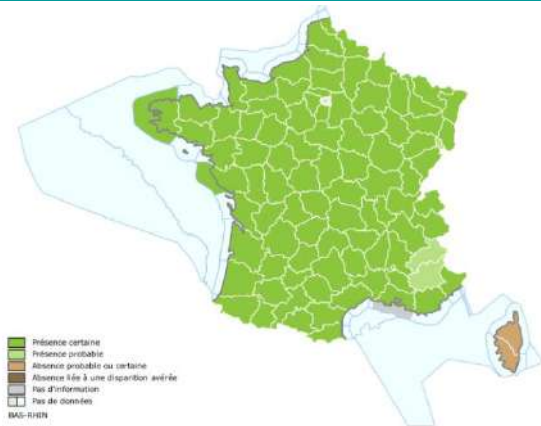 Présence certaine
Présence probable
Absence probable ou certaine
Absence liée à une disparition avérée
Pas d'information
Pas de données
BAS-RHIN